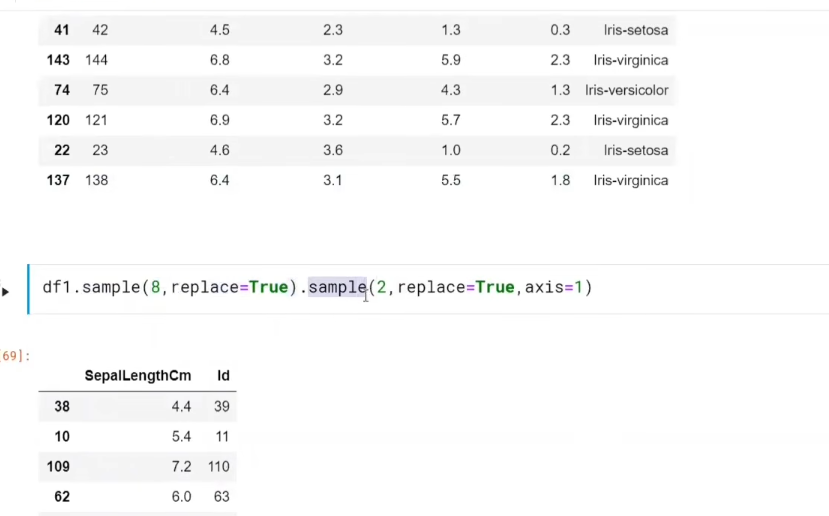 41 42 4.5 2.3 1.3 0.3 Iris-setosa
143 144 6.8 3.2 5.9 2.3 Iris-virginica
74 75 6.4 2.9 4.3 1.3 Iris-versicolor
120 121 6.9 3.2 5.7 2.3 Iris-virginica
22 23 4.6 3.6 1.0 0.2 Iris-setosa
137 138 6.4 3.1 5.5 1.8 Iris-virginica
df1.sample(8,replace=True).sample(2,replace=True,axis=1)
[69]:
SepalLengthCm Id
38 4.4 39
10 5.4 11
109 7.2 110
62 6.0 63